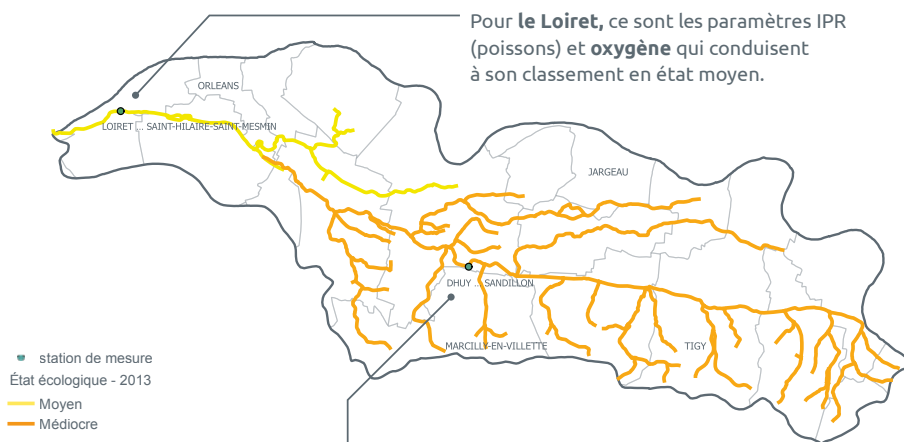 Pour le Loiret, ce sont les paramètres IPR
(poissons) et oxygène qui conduisent
à son classement en état moyen.
ORLEANS
LOIRET ... SAINT-HILAIRE-SAINT-MESMIN
JARGEAU
DHUY ... SANDILLON
MARCILLY-EN-VILLETTE
TIGY
station de mesure
État écologique - 2013
Moyen
Médiocre